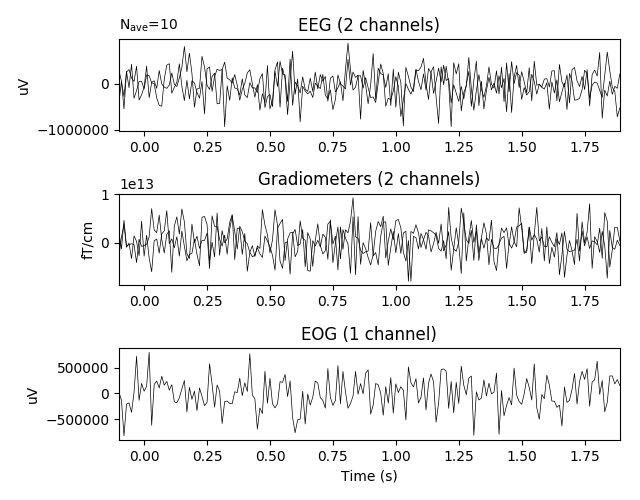 N_ave=10
EEG (2 channels)
uV
0
−1000000
0.00 0.25 0.50 0.75 1.00 1.25 1.50 1.75
Gradiometers (2 channels)
1e13
fT/cm
1
0
0.00 0.25 0.50 0.75 1.00 1.25 1.50 1.75
EOG (1 channel)
uV
500000
0
−500000
0.00 0.25 0.50 0.75 1.00 1.25 1.50 1.75
Time (s)